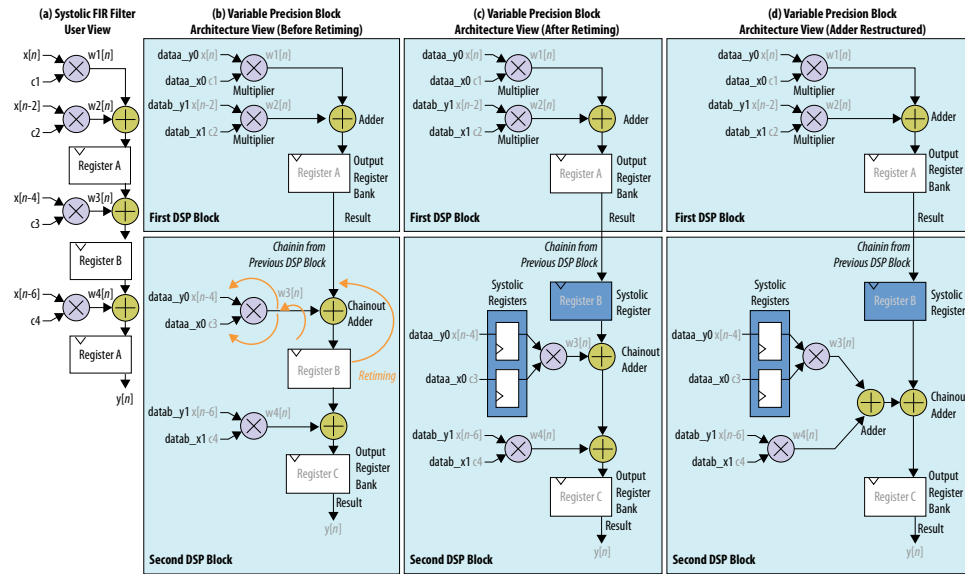 (a) Systolic FIR Filter
User View
x[n]
w1[n]
c1
x[n-2]
w2[n]
c2
Register A
x[n-4]
w3[n]
c3
Register B
x[n-6]
w4[n]
c4
Register A
y[n]
(b) Variable Precision Block
Architecture View (Before Retiming)
dataa_y0 x[n]
w1[n]
dataa_x0 c1
Multiplier
datab_y1 x[n-2]
w2[n]
datab_x1 c2
Multiplier
Adder
Register A
Output
Register
Bank
Result
First DSP Block
Chainin from
Previous DSP Block
dataa_y0 x[n-4]
w3[n]
dataa_x0 c3
Chainout
Adder
Register B
Retiming
datab_y1 x[n-6]
w4[n]
datab_x1 c4
Register C
Output
Register
Bank
Result
y[n]
Second DSP Block
(c) Variable Precision Block
Architecture View (After Retiming)
dataa_y0 x[n]
w1[n]
dataa_x0 c1
Multiplier
datab_y1 x[n-2]
w2[n]
datab_x1 c2
Multiplier
Adder
Register A
Output
Register
Bank
Result
First DSP Block
Chainin from
Previous DSP Block
Systolic
Registers
Register B
Systolic
Register
dataa_y0 x[n-4]
w3[n]
dataa_x0 c3
Chainout
Adder
datab_y1 x[n-6]
w4[n]
datab_x1 c4
Register C
Output
Register
Bank
Result
y[n]
Second DSP Block
(d) Variable Precision Block
Architecture View (Adder Restructured)
dataa_y0 x[n]
w1[n]
dataa_x0 c1
Multiplier
datab_y1 x[n-2]
w2[n]
datab_x1 c2
Multiplier
Adder
Register A
Output
Register
Bank
Result
First DSP Block
Chainin from
Previous DSP Block
Systolic
Registers
Register B
Systolic
Register
dataa_y0 x[n-4]
w3[n]
dataa_x0 c3
Adder
Chainout
Adder
datab_y1 x[n-6]
w4[n]
datab_x1 c4
Register C
Output
Register
Bank
Result
y[n]
Second DSP Block